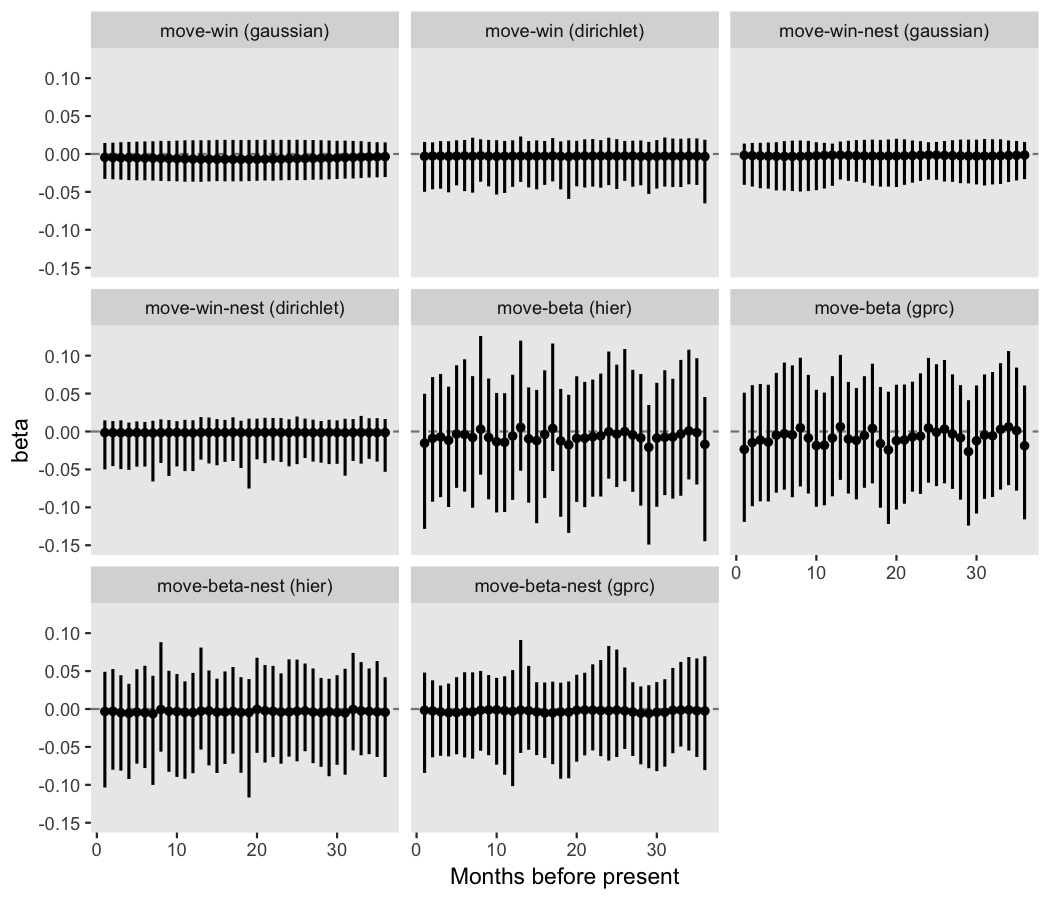 move-win (gaussian) move-win (dirichlet) move-win-nest (gaussian)
0.10
0.05
0.00
-0.05
-0.10
-0.15
move-win-nest (dirichlet) move-beta (hier) move-beta (gprc)
0.10
0.05
0.00
-0.05
-0.10
-0.15
0 10 20 30
beta
move-beta-nest (hier) move-beta-nest (gprc)
0.10
0.05
0.00
-0.05
-0.10
-0.15
0 10 20 30 0 10 20 30
Months before present